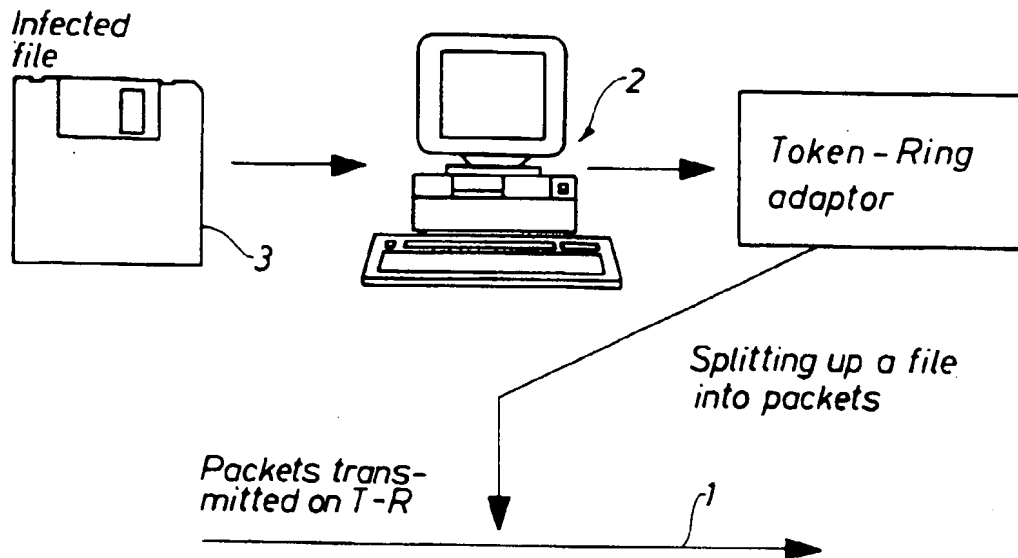 Infected
file
2
Token-Ring
adaptor
3
Splitting up a file
into packets
Packets trans-
mitted on T-R
1